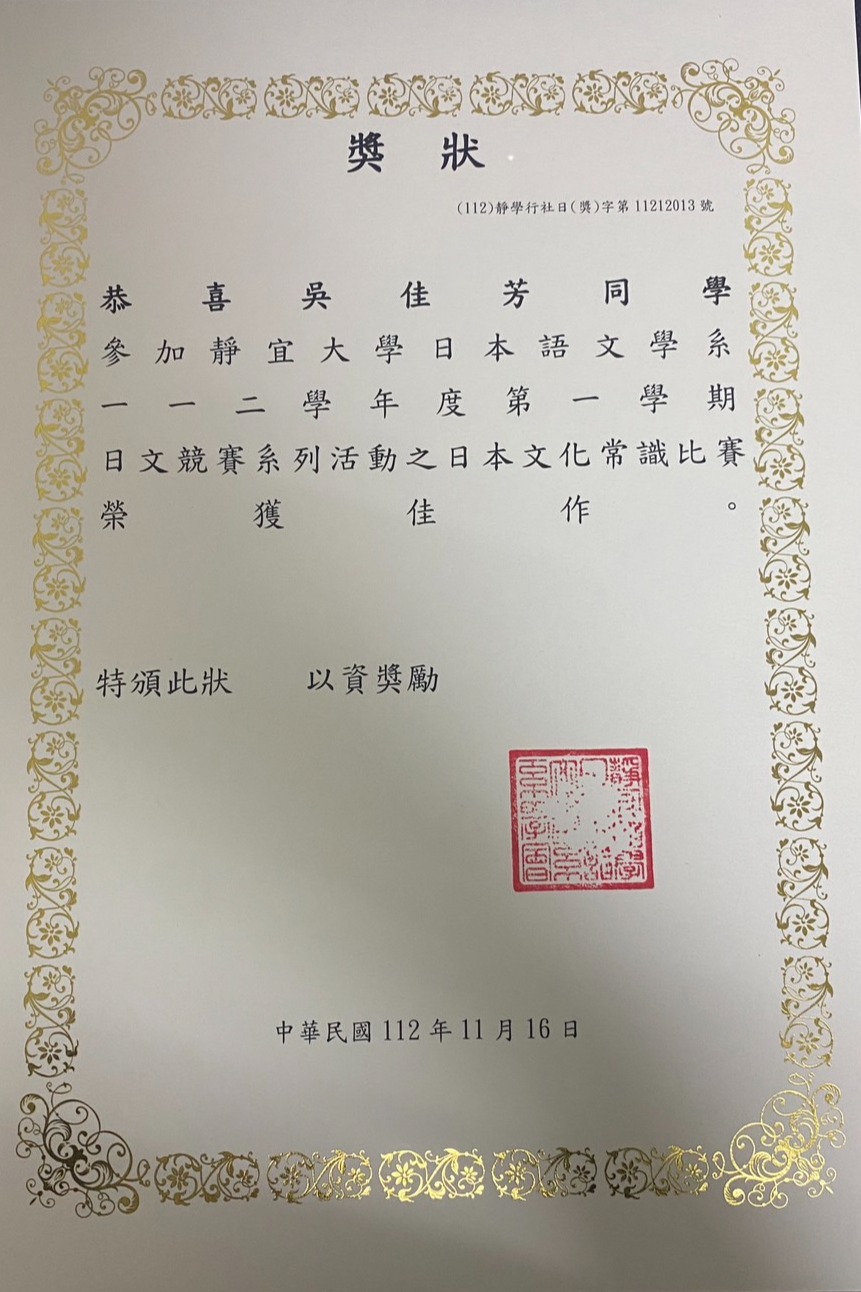 獎狀
(112)靜學行社日(獎)字第 11212013 號
恭喜吳佳芳同學
參加靜宜大學日本語文學系
一一二學年度第一學期
日文競賽系列活動之日本文化常識比賽
榮獲佳作。
特頒此狀 以資獎勵
中華民國 112 年 11 月 16 日